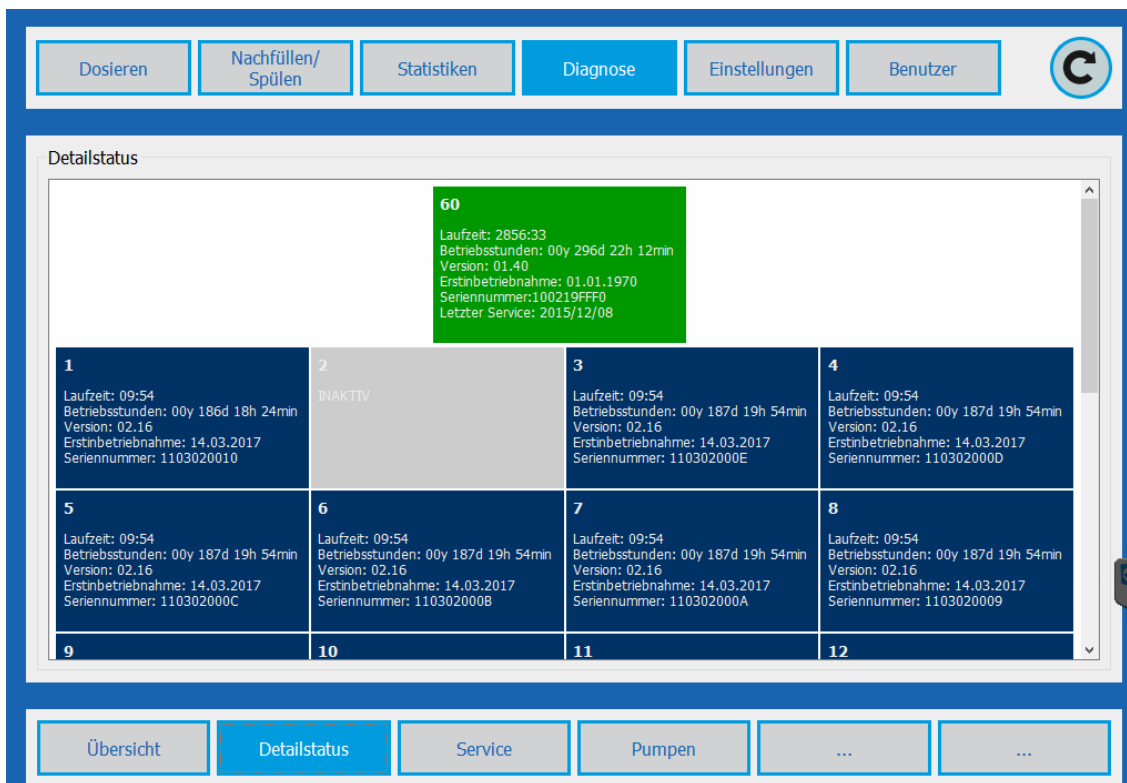 Dosieren
Nachfüllen/
Spülen
Statistiken
Diagnose
Einstellungen
Benutzer
Detailstatus
60
Laufzeit: 2856:33
Betriebsstunden: 00y 296d 22h 12min
Version: 01.40
Erstinbetriebnahme: 01.01.1970
Seriennummer:100219FFF0
Letzter Service: 2015/12/08
1
Laufzeit: 09:54
Betriebsstunden: 00y 186d 18h 24min
Version: 02.16
Erstinbetriebnahme: 14.03.2017
Seriennummer: 1103020010
2
INAKTIV
3
Laufzeit: 09:54
Betriebsstunden: 00y 187d 19h 54min
Version: 02.16
Erstinbetriebnahme: 14.03.2017
Seriennummer: 110302000E
4
Laufzeit: 09:54
Betriebsstunden: 00y 187d 19h 54min
Version: 02.16
Erstinbetriebnahme: 14.03.2017
Seriennummer: 110302000D
5
Laufzeit: 09:54
Betriebsstunden: 00y 187d 19h 54min
Version: 02.16
Erstinbetriebnahme: 14.03.2017
Seriennummer: 110302000C
6
Laufzeit: 09:54
Betriebsstunden: 00y 187d 19h 54min
Version: 02.16
Erstinbetriebnahme: 14.03.2017
Seriennummer: 110302000B
7
Laufzeit: 09:54
Betriebsstunden: 00y 187d 19h 54min
Version: 02.16
Erstinbetriebnahme: 14.03.2017
Seriennummer: 110302000A
8
Laufzeit: 09:54
Betriebsstunden: 00y 187d 19h 54min
Version: 02.16
Erstinbetriebnahme: 14.03.2017
Seriennummer: 1103020009
9
10
11
12
Übersicht
Detailstatus
Service
Pumpen
...
...